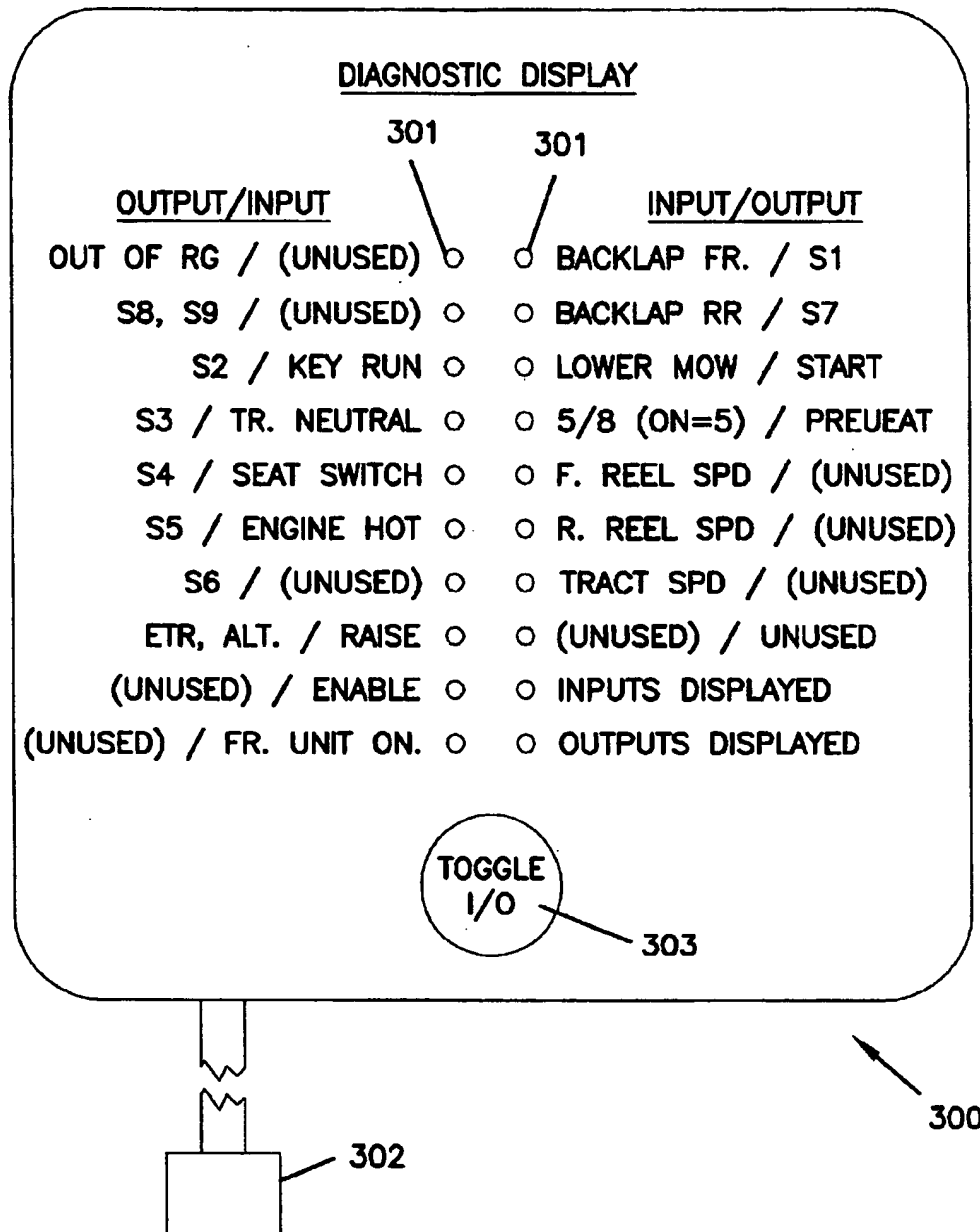 DIAGNOSTIC DISPLAY
301 301
OUTPUT/INPUT INPUT/OUTPUT
OUT OF RG / (UNUSED) BACKLAP FR. / S1
S8, S9 / (UNUSED) BACKLAP RR / S7
S2 / KEY RUN LOWER MOW / START
S3 / TR. NEUTRAL 5/8 (ON=5) / PREUEAT
S4 / SEAT SWITCH F. REEL SPD / (UNUSED)
S5 / ENGINE HOT R. REEL SPD / (UNUSED)
S6 / (UNUSED) TRACT SPD / (UNUSED)
ETR, ALT. / RAISE (UNUSED) / UNUSED
(UNUSED) / ENABLE INPUTS DISPLAYED
(UNUSED) / FR. UNIT ON. OUTPUTS DISPLAYED
TOGGLE
I/O
303
300
302